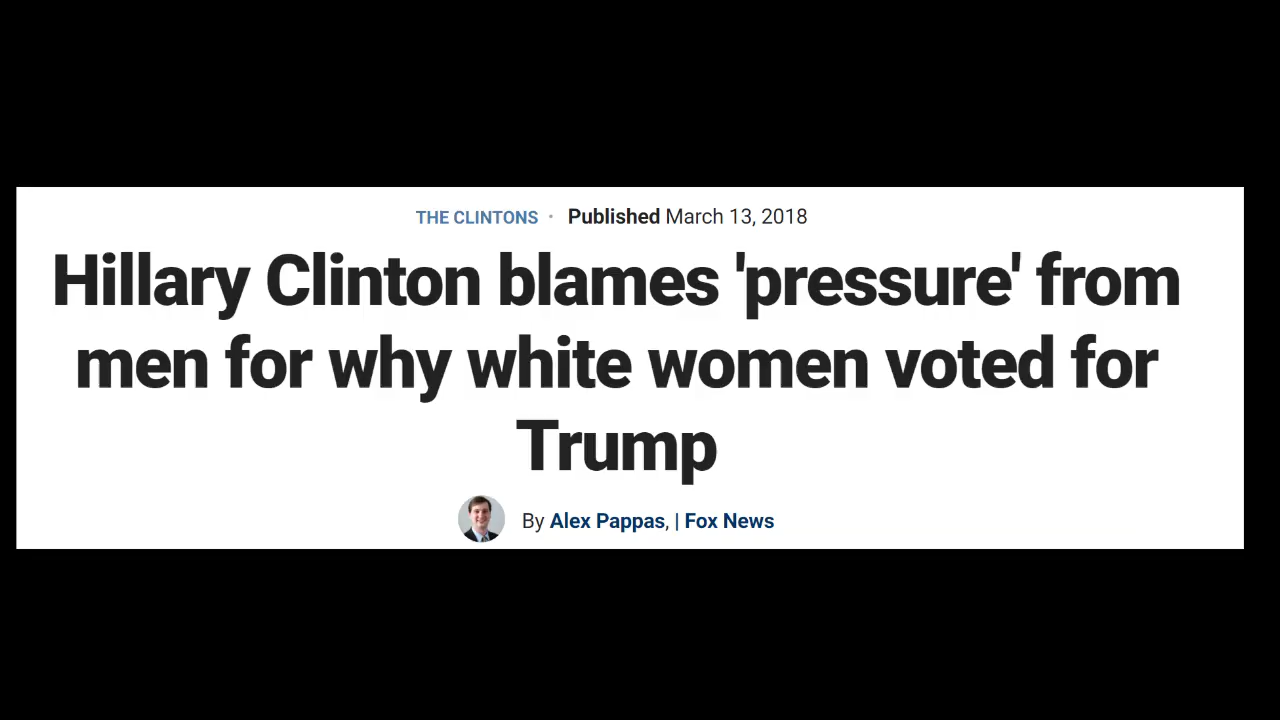 THE CLINTONS · Published March 13, 2018
Hillary Clinton blames 'pressure' from
men for why white women voted for
Trump
By Alex Pappas, | Fox News